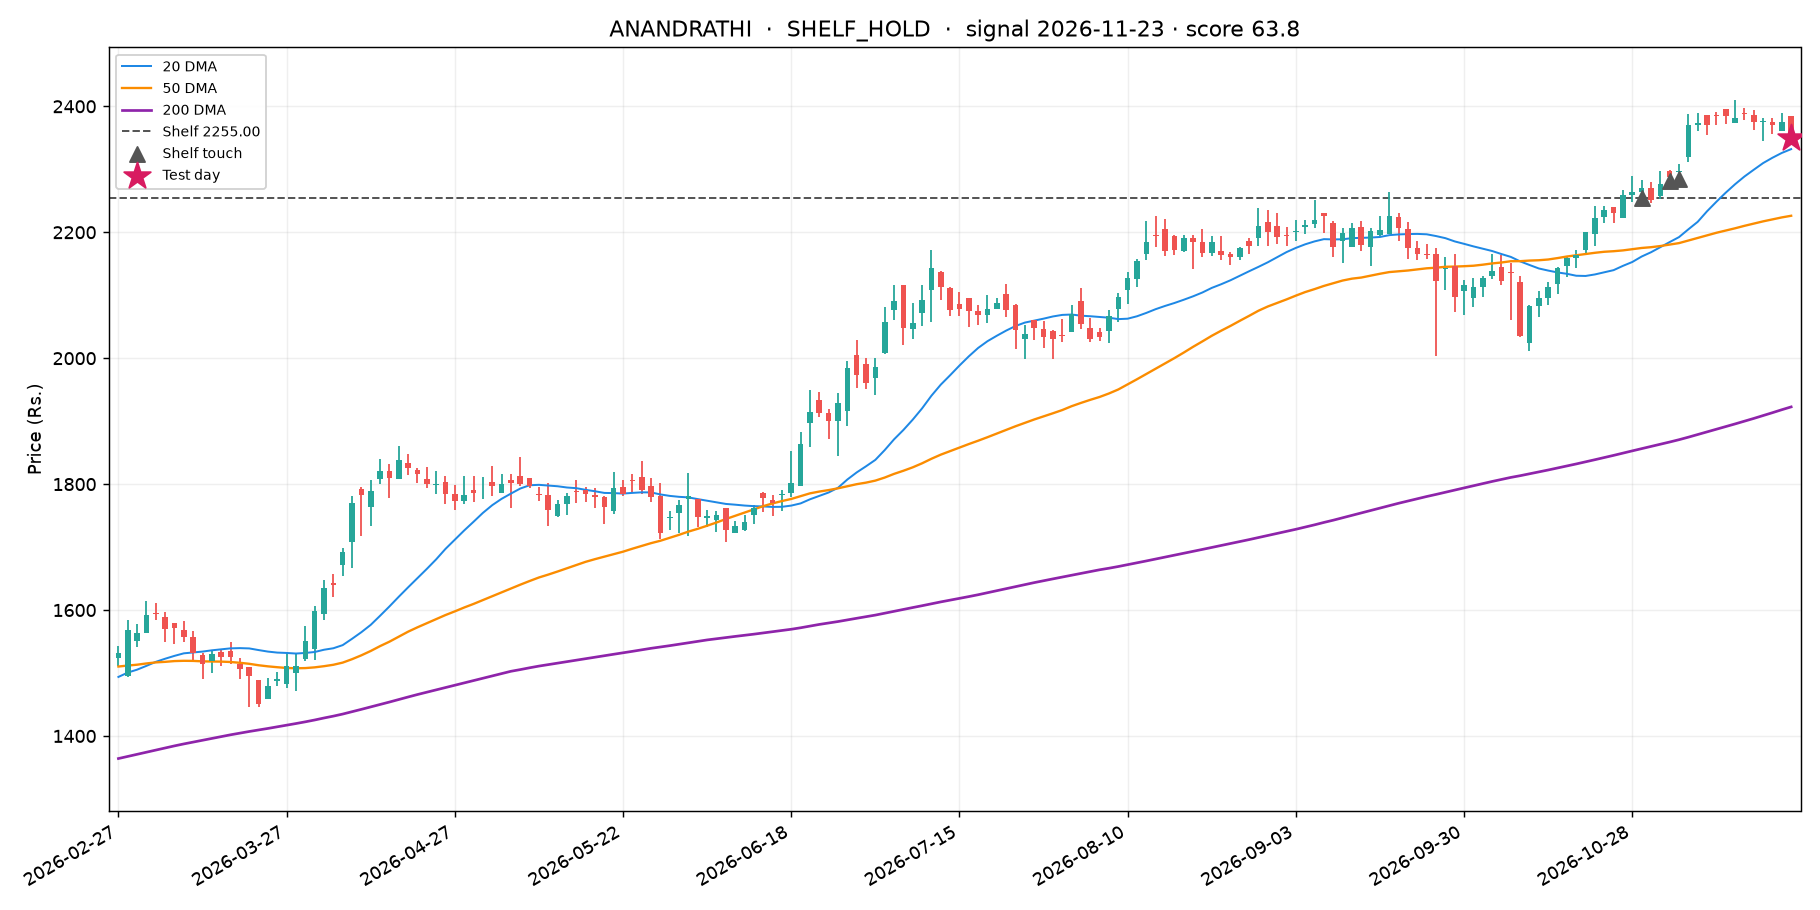 ANANDRATHI · SHELF_HOLD · signal 2026-11-23 · score 63.8
20 DMA
50 DMA
200 DMA
Shelf 2255.00
Shelf touch
Test day
Price (Rs.)
2400
2200
2000
1800
1600
1400
2026-02-27
2026-03-27
2026-04-27
2026-05-22
2026-06-18
2026-07-15
2026-08-10
2026-09-03
2026-09-30
2026-10-28